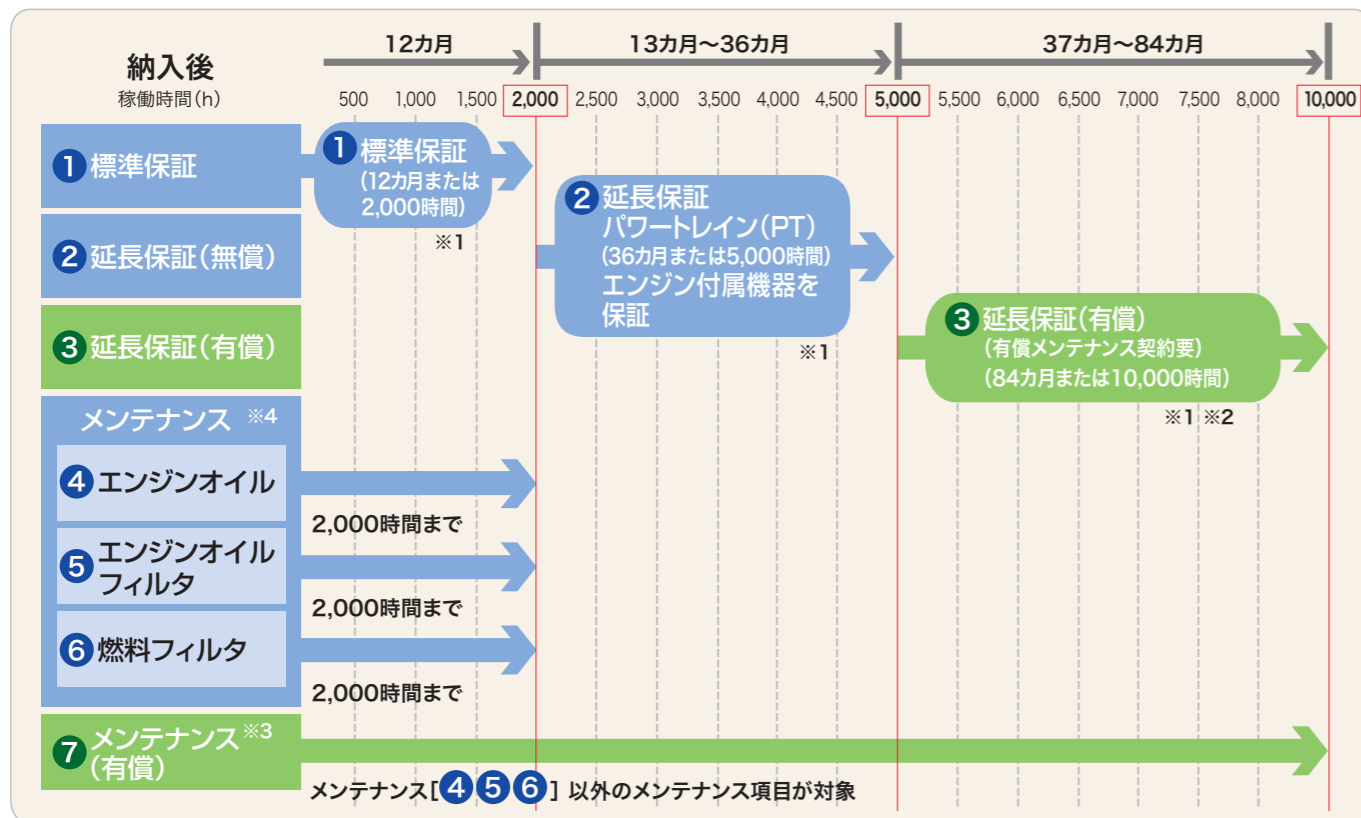 納入後
稼働時間(h)
12カ月
13カ月〜36カ月
37カ月〜84カ月
500 1,000 1,500 2,000 2,500 3,000 3,500 4,000 4,500 5,000 5,500 6,000 6,500 7,000 7,500 8,000 10,000
1 標準保証
1 標準保証
(12カ月または
2,000時間)
※1
2 延長保証(無償)
2 延長保証
パワートレイン(PT)
(36カ月または5,000時間)
エンジン付属機器を
保証
※1
3 延長保証(有償)
3 延長保証(有償)
(有償メンテナンス契約要)
(84カ月または10,000時間)
※1 ※2
メンテナンス ※4
4 エンジンオイル
2,000時間まで
5 エンジンオイル
フィルタ
2,000時間まで
6 燃料フィルタ
2,000時間まで
7 メンテナンス※3
(有償)
メンテナンス[4 5 6] 以外のメンテナンス項目が対象